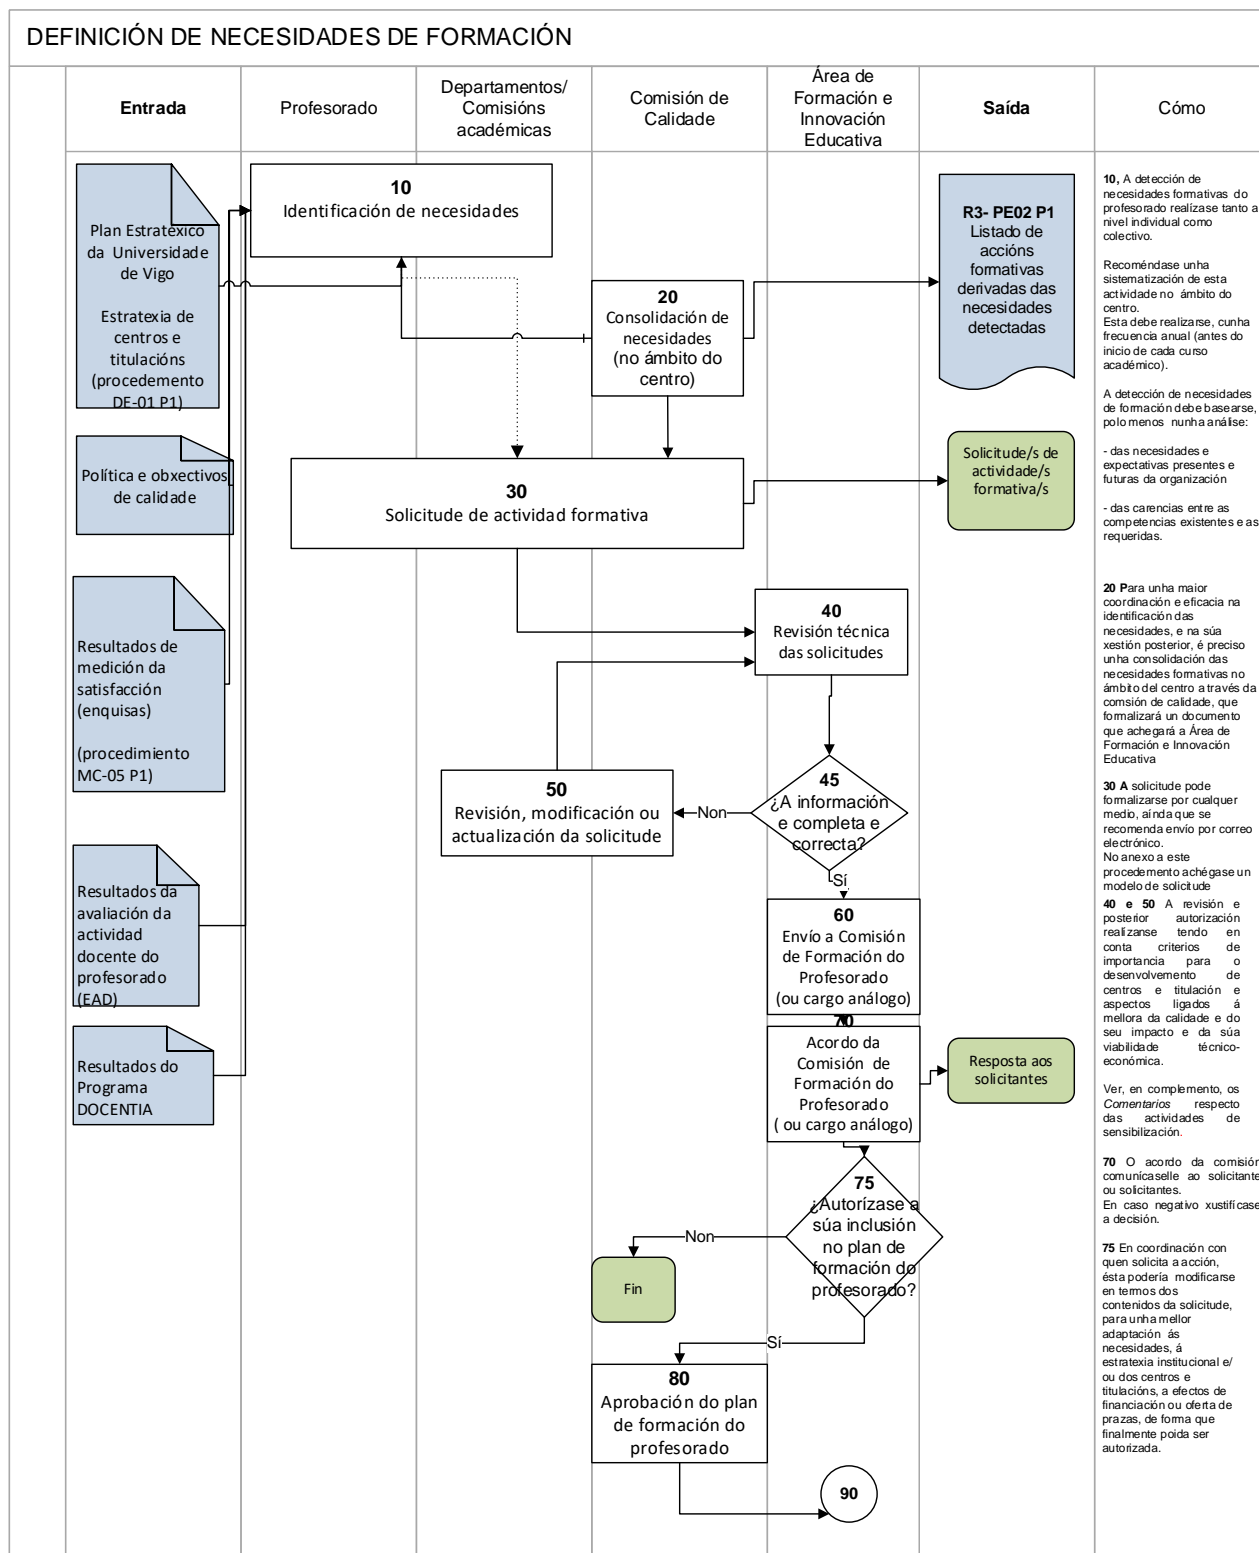 DEFINICIÓN DE NECESIDADES DE FORMACIÓN
Entrada
Profesorado
Departamentos/
Comisións
académicas
Comisión de
Calidade
Área de
Formación e
Innovación
Educativa
Saída
Cómo
Plan Estratéxico
da Universidade
de Vigo
Estratexia de
centros e
titulacións
(procedemento
DE-01 P1)
Política e obxectivos
de calidade
Resultados de
medición da
satisfacción
(enquisas)
(procedimiento
MC-05 P1)
Resultados da
avaliación da
actividad
docente do
profesorado
(EAD)
Resultados do
Programa
DOCENTIA
10
Identificación de necesidades
20
Consolidación de
necesidades
(no ámbito do
centro)
30
Solicitude de actividad formativa
40
Revisión técnica
das solicitudes
45
¿A información
e completa e
correcta?
Non
50
Revisión, modificación ou
actualización da solicitude
Sí
60
Envío a Comisión
de Formación do
Profesorado
(ou cargo análogo)
70
Acordo da
Comisión de
Formación do
Profesorado
( ou cargo análogo)
75
¿Autorízase a
súa inclusión
no plan de
formación do
profesorado?
Non
Fin
Sí
80
Aprobación do plan
de formación do
profesorado
90
R3- PE02 P1
Listado de
accións
formativas
derivadas das
necesidades
detectadas
Solicitude/s de
actividade/s
formativa/s
Resposta aos
solicitantes
10, A detección de
necesidades formativas do
profesorado realízase tanto a
nivel individual como
colectivo.
Recoméndase unha
sistematización de esta
actividade no ámbito do
centro.
Esta debe realizarse, cunha
frecuencia anual (antes do
inicio de cada curso
académico).
A detección de necesidades
de formación debe basearse,
polo menos nunha análise:
- das necesidades e
expectativas presentes e
futuras da organización
- das carencias entre as
competencias existentes e as
requeridas.
20 Para unha maior
coordinación e eficacia na
identificación das
necesidades, e na súa
xestión posterior, é preciso
unha consolidación das
necesidades formativas no
ámbito del centro a través da
comsión de calidade, que
formalizará un documento
que achegará a Área de
Formación e Innovación
Educativa
30 A solicitude pode
formalizarse por cualquer
medio, aínda que se
recomenda envío por correo
electrónico.
No anexo a este
procedemento achégase un
modelo de solicitude
40 e 50 A revisión e
posterior autorización
realízanse tendo en
conta criterios de
importancia para o
desenvolvemento de
centros e titulación e
aspectos ligados á
mellora da calidade e do
seu impacto e da súa
viabilidade técnico-
económica.
Ver, en complemento, os
Comentarios respecto
das actividades de
sensibilización.
70 O acordo da comisión
comunícaselle ao solicitante
ou solicitantes.
En caso negativo xustifícase
a decisión.
75 En coordinación con
quen solicita a acción,
ésta podería modificarse
en termos dos
contenidos da solicitude,
para unha mellor
adaptación ás
necesidades, á
estratexia institucional e/
ou dos centros e
titulacións, a efectos de
financiación ou oferta de
prazas, de forma que
finalmente poida ser
autorizada.